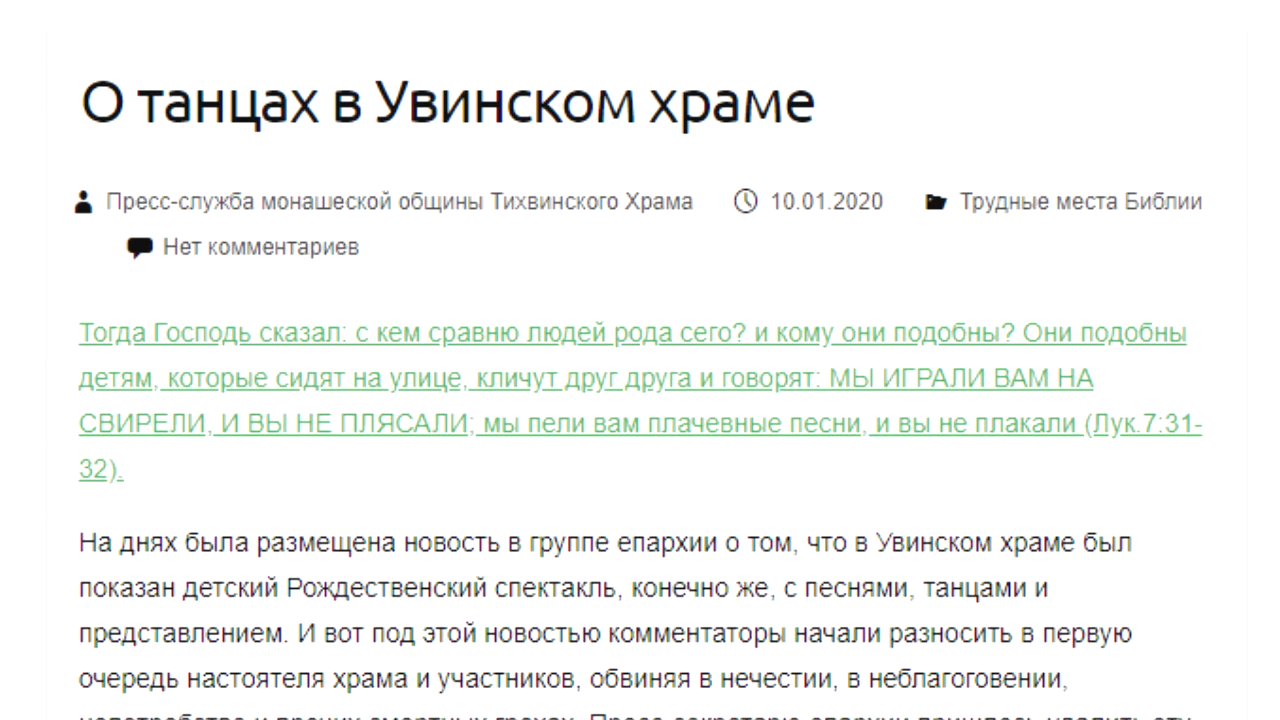 О танцах в Увинском храме
Пресс-служба монашеской общины Тихвинского Храма 10.01.2020 Трудные места Библии
Нет комментариев
Тогда Господь сказал: с кем сравню людей рода сего? и кому они подобны? Они подобны
детям, которые сидят на улице, кличут друг друга и говорят: МЫ ИГРАЛИ ВАМ НА
СВИРЕЛИ, И ВЫ НЕ ПЛЯСАЛИ; мы пели вам плачевные песни, и вы не плакали (Лук.7:31-
32).
На днях была размещена новость в группе епархии о том, что в Увинском храме был
показан детский Рождественский спектакль, конечно же, с песнями, танцами и
представлением. И вот под этой новостью комментаторы начали разносить в первую
очередь настоятеля храма и участников, обвиняя в нечестии, в неблагоговении,